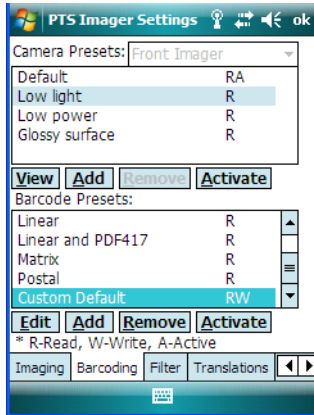 PTS Imager Settings ok
Camera Presets: Front Imager
Default RA
Low light R
Low power R
Glossy surface R
View Add Remove Activate
Barcode Presets:
Linear R
Linear and PDF417 R
Matrix R
Postal R
Custom Default RW
Edit Add Remove Activate
* R-Read, W-Write, A-Active
Imaging Barcoding Filter Translations